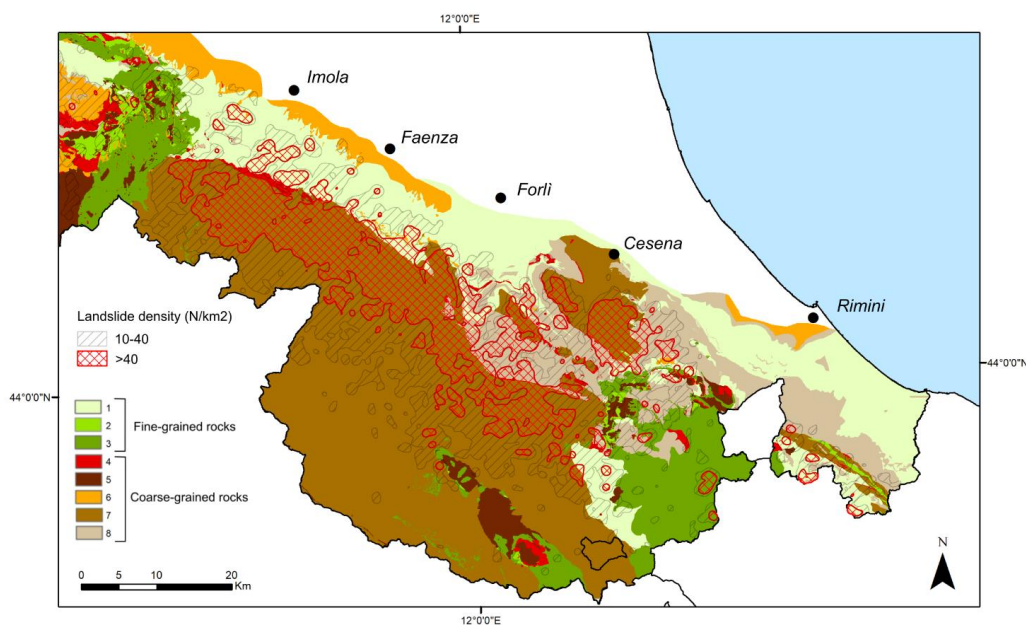 12°0'0"E
Imola
Faenza
Forlì
Cesena
Rimini
Landslide density (N/km2)
10-40
>40
44°0'0"N
44°0'0"N
1
2
3
Fine-grained rocks
4
5
6
7
8
Coarse-grained rocks
0 5 10 20
Km
N
12°0'0"E